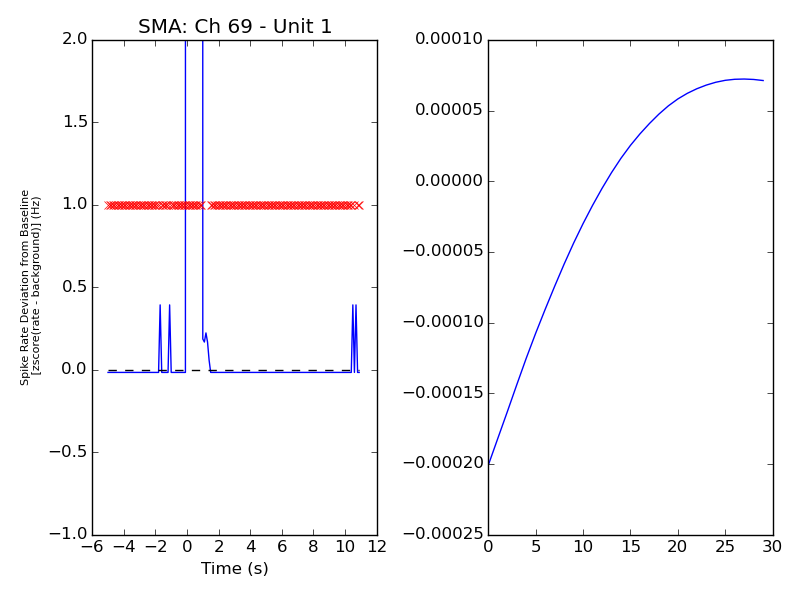 SMA: Ch 69 - Unit 1
2.0
1.5
1.0
0.5
0.0
−0.5
−1.0
−6 −4 −2 0 2 4 6 8 10 12
Time (s)
Spike Rate Deviation from Baseline
[zscore(rate - background)] (Hz)
0.00010
0.00005
0.00000
−0.00005
−0.00010
−0.00015
−0.00020
−0.00025
0 5 10 15 20 25 30